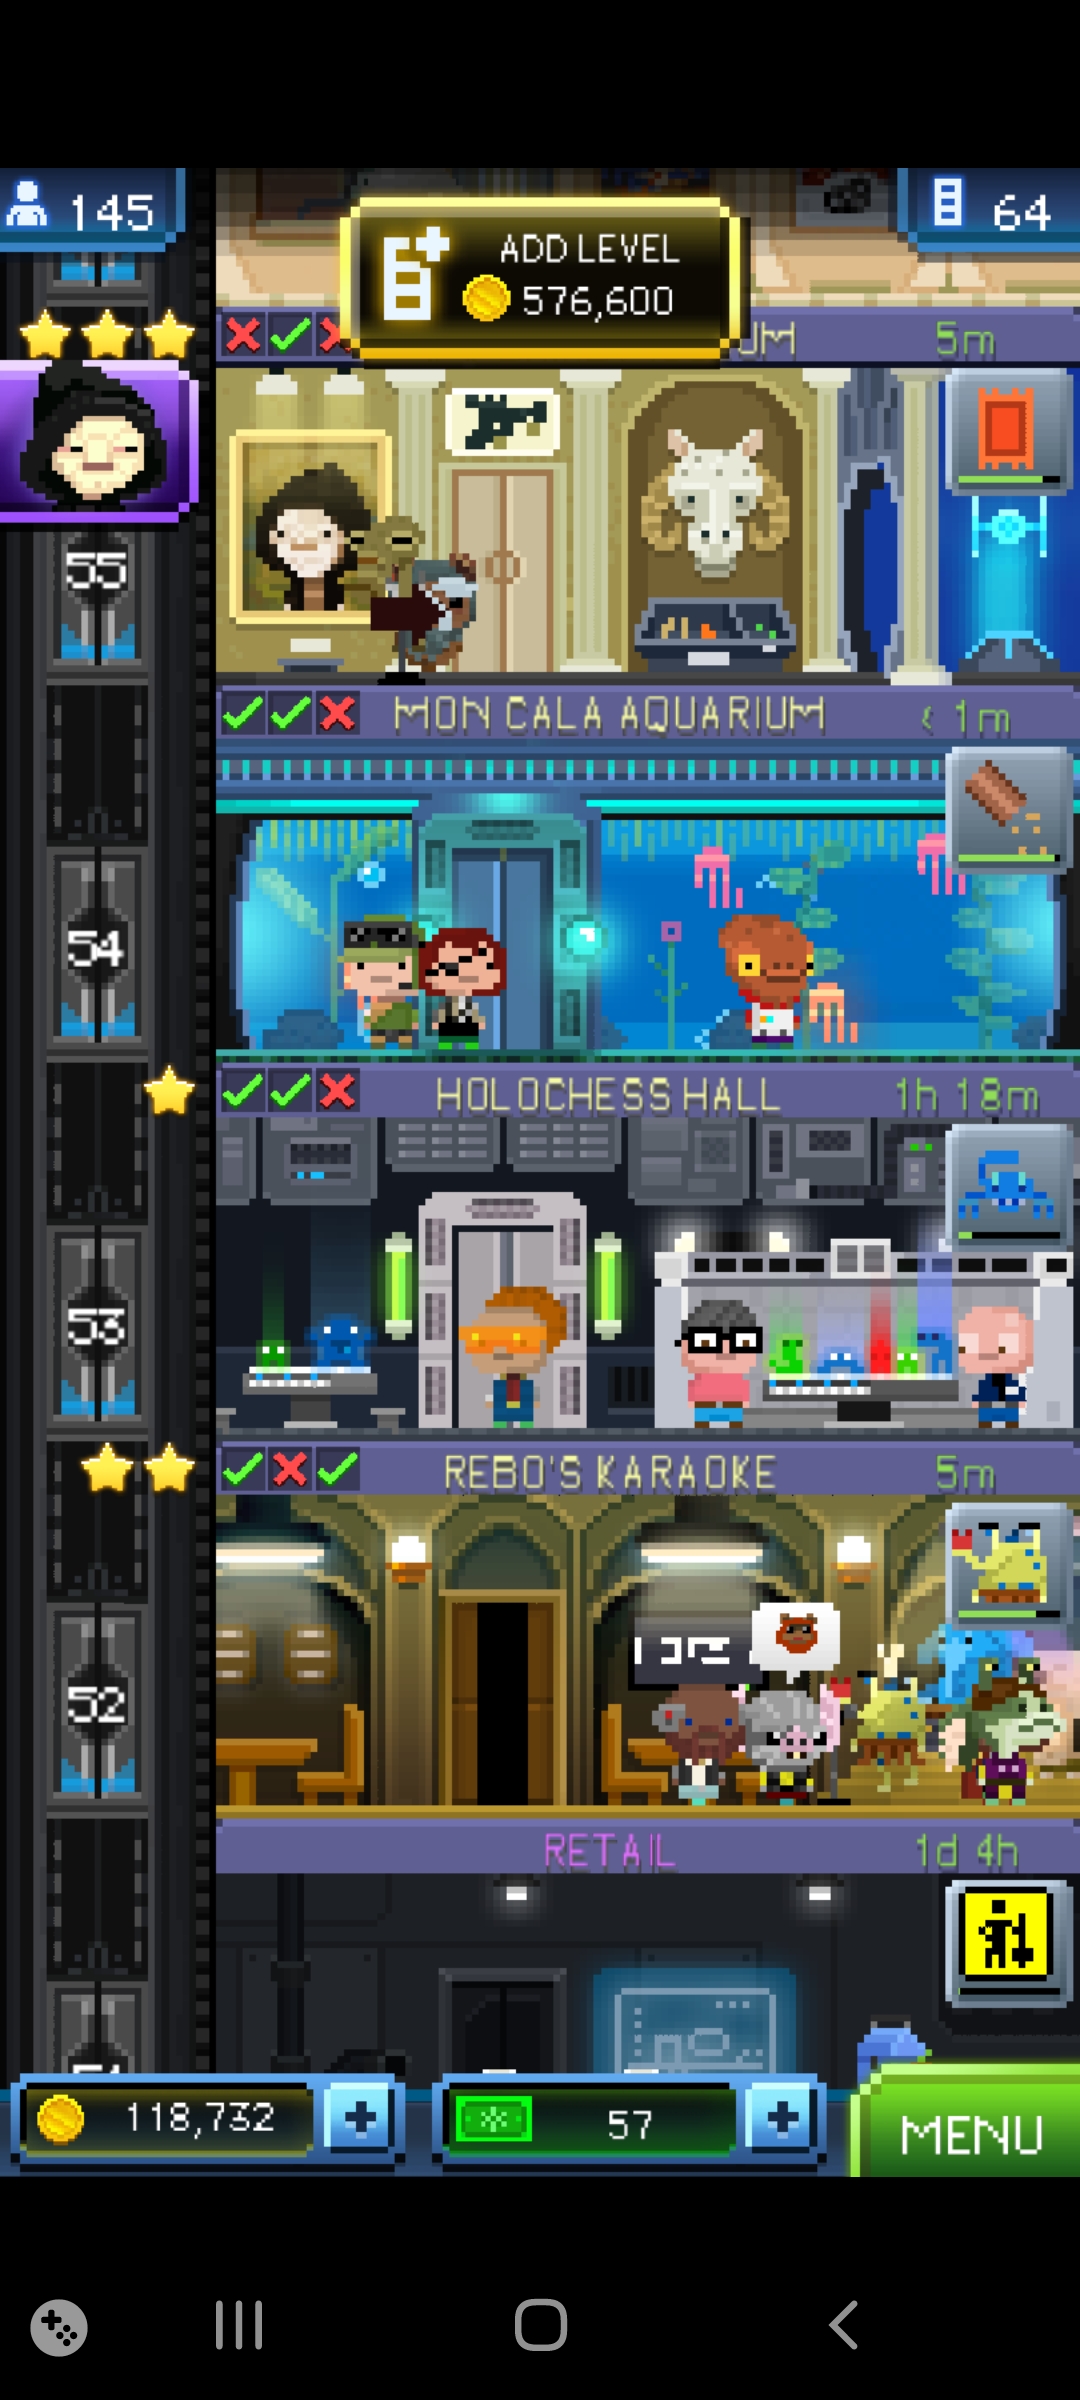 145
64
ADD LEVEL
576,600
UM 5m
55
MON CALA AQUARIUM < 1m
54
HOLOCHESS HALL 1h 18m
53
REBO'S KARAOKE 5m
52
RETAIL 1d 4h
118,732
57
MENU